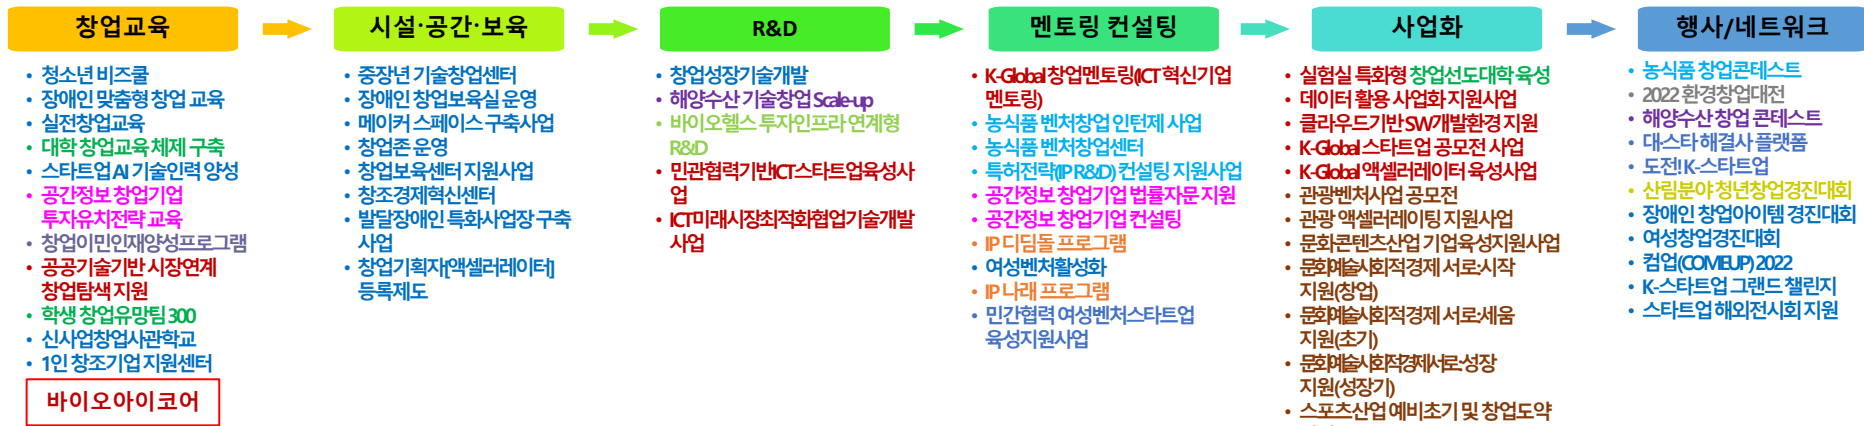 창업교육
• 청소년 비즈쿨
• 장애인 맞춤형 창업 교육
• 실전창업교육
• 대학 창업교육 체제 구축
• 스타트업 AI 기술인력 양성
• 공간정보 창업기업
투자유치전략 교육
• 창업이민인재양성프로그램
• 공공기술기반 시장연계
창업탐색 지원
• 학생 창업유망팀 300
• 신사업창업사관학교
• 1인 창조기업 지원센터
바이오아이코어
시설·공간·보육
• 중장년 기술창업센터
• 장애인 창업보육실 운영
• 메이커 스페이스 구축사업
• 창업존 운영
• 창업보육센터 지원사업
• 창조경제혁신센터
• 발달장애인 특화사업장 구축
사업
• 창업기획자[액셀러레이터]
등록제도
R&D
• 창업성장기술개발
• 해양수산 기술창업 Scale-up
• 바이오헬스 투자인프라 연계형
R&D
• 민관협력기반ICT스타트업육성사
업
• ICT미래시장최적화협업기술개발
사업
멘토링 컨설팅
• K-Global 창업멘토링(ICT 혁신기업
멘토링)
• 농식품 벤처창업 인턴제 사업
• 농식품 벤처창업센터
• 특허전략(IP R&D) 컨설팅 지원사업
• 공간정보 창업기업 법률자문 지원
• 공간정보 창업기업 컨설팅
• IP 디딤돌 프로그램
• 여성벤처활성화
• IP 나래 프로그램
• 민간협력 여성벤처스타트업
육성지원사업
사업화
• 실험실 특화형 창업선도대학 육성
• 데이터 활용 사업화 지원사업
• 클라우드기반 SW개발환경 지원
• K-Global 스타트업 공모전 사업
• K-Global 액셀러레이터 육성사업
• 관광벤처사업 공모전
• 관광 액셀러레이팅 지원사업
• 문화콘텐츠산업 기업육성지원사업
• 문화예술사회적경제 서로:시작
지원(창업)
• 문화예술사회적경제 서로:세움
지원(초기)
• 문화예술사회적경제서로:성장
지원(성장기)
• 스포츠산업 예비초기 및 창업도약
행사/네트워크
• 농식품 창업콘테스트
• 2022 환경창업대전
• 해양수산 창업 콘테스트
• 대·스타 해결사 플랫폼
• 도전! K-스타트업
• 산림분야 청년창업경진대회
• 장애인 창업아이템 경진대회
• 여성창업경진대회
• 컴업(COMEUP) 2022
• K-스타트업 그랜드 챌린지
• 스타트업 해외전시회 지원